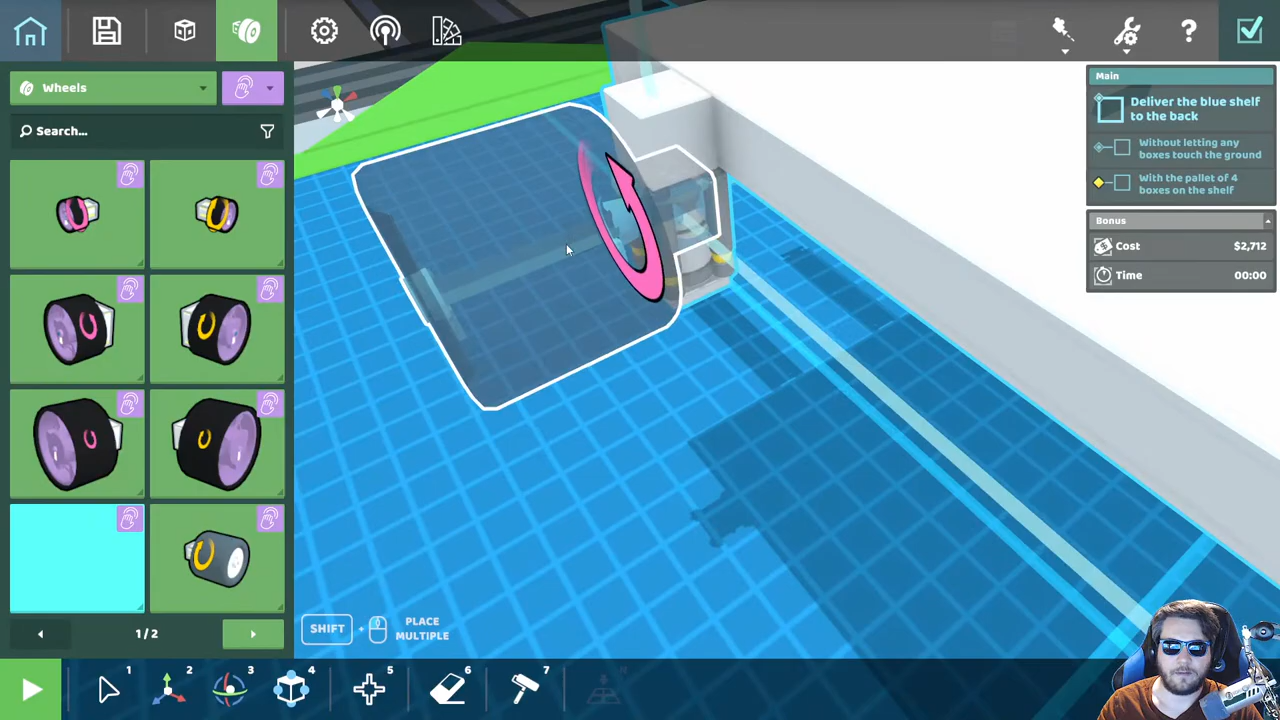 Wheels
Search...
Main
Deliver the blue shelf
to the back
Without letting any
boxes touch the ground
With the pallet of 4
boxes on the shelf
Bonus
Cost $2,712
Time 00:00
SHIFT + PLACE
MULTIPLE
1/2
1 2 3 4 5 6 7 N